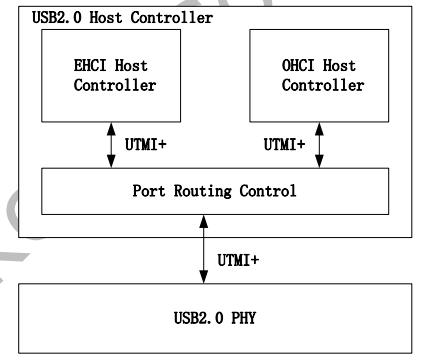 USB2.0 Host Controller
EHCI Host
Controller
OHCI Host
Controller
UTMI+
UTMI+
Port Routing Control
UTMI+
USB2.0 PHY